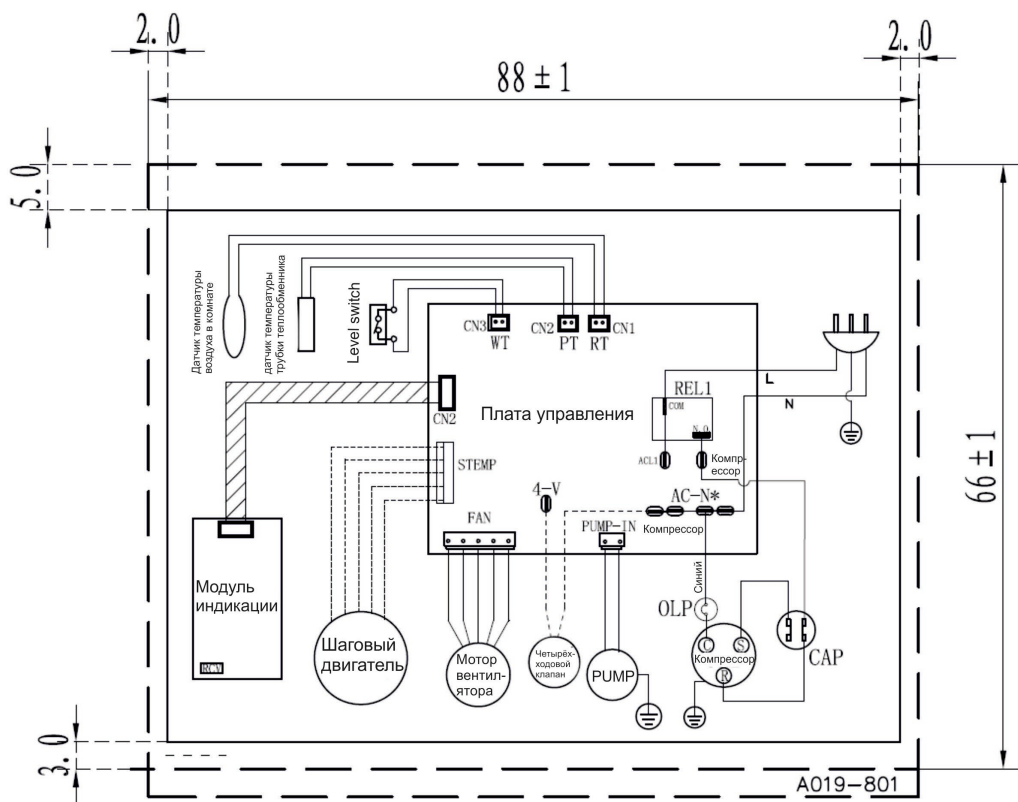 2.0
2.0
88±1
5.0
66±1
3.0
Датчик температуры
воздуха в комнате
датчик температуры
трубки теплообменника
Level switch
CN3
WT
CN2
PT
CN1
RT
L
N
REL1
COM
N.O
CN2
Плата управления
ACL1
Компр-
ессор
STEMP
4-V
AC-N*
FAN
PUMP-IN
Компрессор
Синий
OLP
Модуль
индикации
RCV
Шаговый
двигатель
Мотор
вентил-
ятора
Четырёх-
ходовой
клапан
PUMP
C
S
Компрессор
R
CAP
A019-801